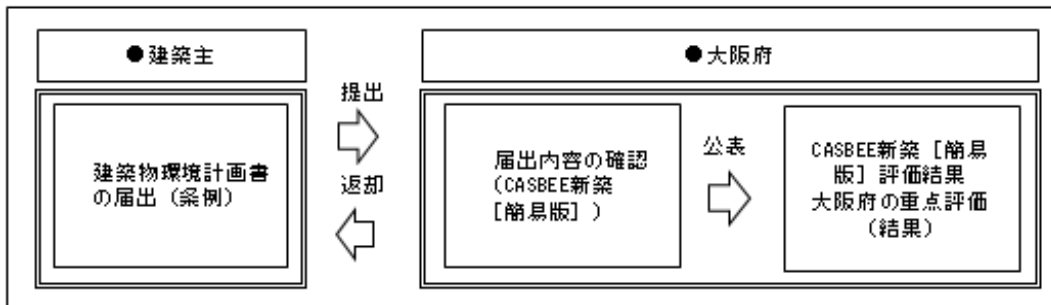 ●建築主
●大阪府
建築物環境計画書
の届出（条例）
提出
返却
届出内容の確認
（CASBEE新築
［簡易版］）
公表
CASBEE新築［簡易
版］評価結果
大阪府の重点評価
（結果）